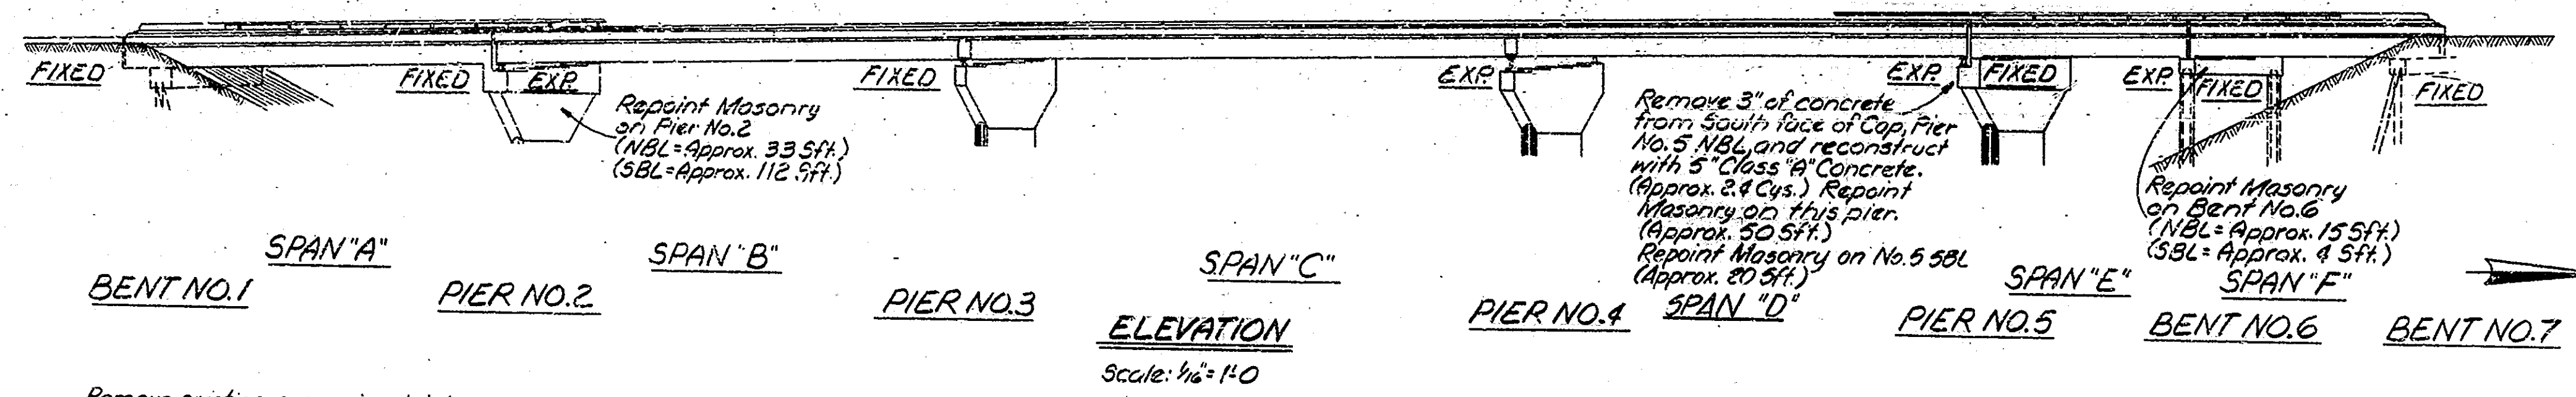 FIXED
FIXED
EXP.
FIXED
EXP.
EXP.
FIXED
EXP.
FIXED
FIXED
Repoint Masonry
on Pier No.2
(NBL=Approx. 33 Sft.)
(SBL=Approx. 112 Sft.)
Remove 3" of concrete
from South face of Cap, Pier
No.5 NBL, and reconstruct
with 5" Class "A" Concrete.
(Approx. 2.4 Cys.) Repoint
Masonry on this pier.
(Approx. 50 Sft.)
Repoint Masonry on No.5 SBL
(Approx. 20 Sft.)
Repoint Masonry
on Bent No.6
(NBL=Approx. 15 Sft.)
(SBL=Approx. 4 Sft.)
SPAN "A"
SPAN "B"
SPAN "C"
SPAN "D"
SPAN "E"
SPAN "F"
BENT NO.1
PIER NO.2
PIER NO.3
PIER NO.4
PIER NO.5
BENT NO.6
BENT NO.7
ELEVATION
Scale: 1/16"=1'-0